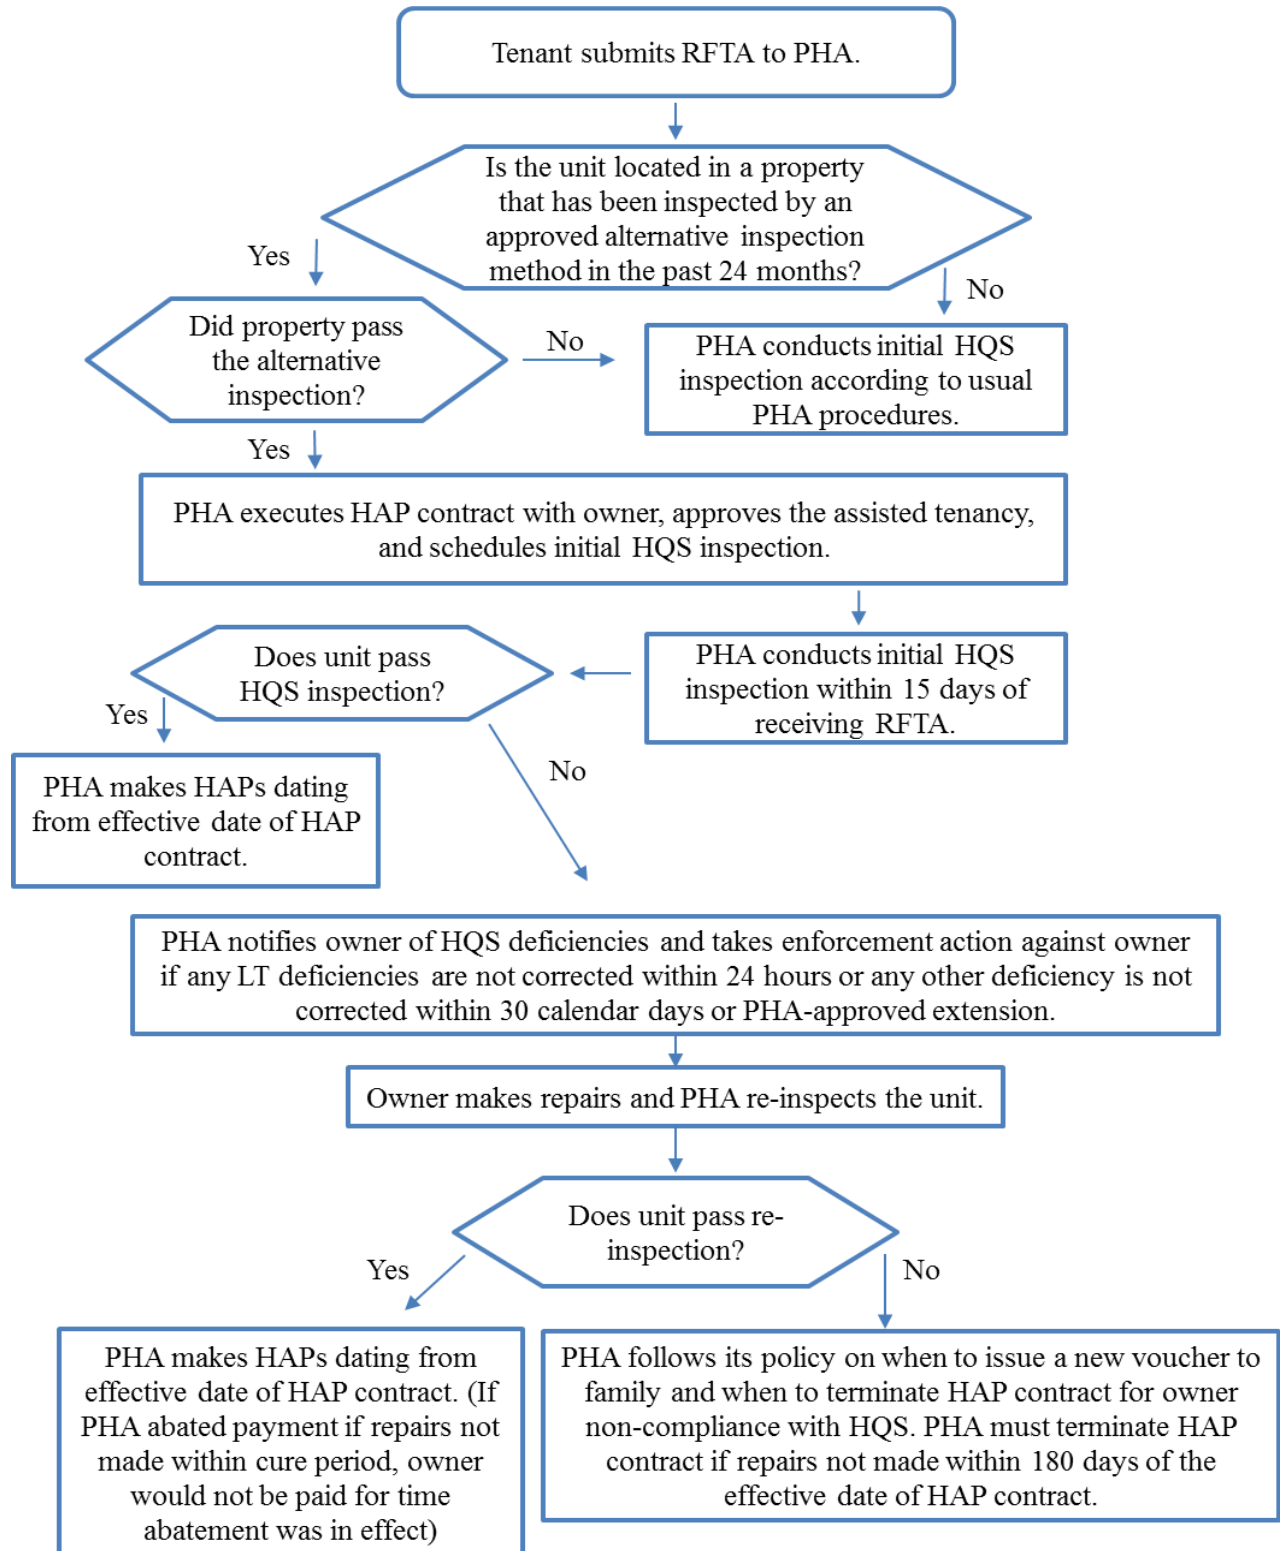 Tenant submits RFTA to PHA.
Is the unit located in a property
that has been inspected by an
approved alternative inspection
method in the past 24 months?
Yes
No
Did property pass
the alternative
inspection?
No
PHA conducts initial HQS
inspection according to usual
PHA procedures.
Yes
PHA executes HAP contract with owner, approves the assisted tenancy,
and schedules initial HQS inspection.
Does unit pass
HQS inspection?
PHA conducts initial HQS
inspection within 15 days of
receiving RFTA.
Yes
No
PHA makes HAPs dating
from effective date of HAP
contract.
PHA notifies owner of HQS deficiencies and takes enforcement action against owner
if any LT deficiencies are not corrected within 24 hours or any other deficiency is not
corrected within 30 calendar days or PHA-approved extension.
Owner makes repairs and PHA re-inspects the unit.
Does unit pass re-
inspection?
Yes
No
PHA makes HAPs dating from
effective date of HAP contract. (If
PHA abated payment if repairs not
made within cure period, owner
would not be paid for time
abatement was in effect)
PHA follows its policy on when to issue a new voucher to
family and when to terminate HAP contract for owner
non-compliance with HQS. PHA must terminate HAP
contract if repairs not made within 180 days of the
effective date of HAP contract.